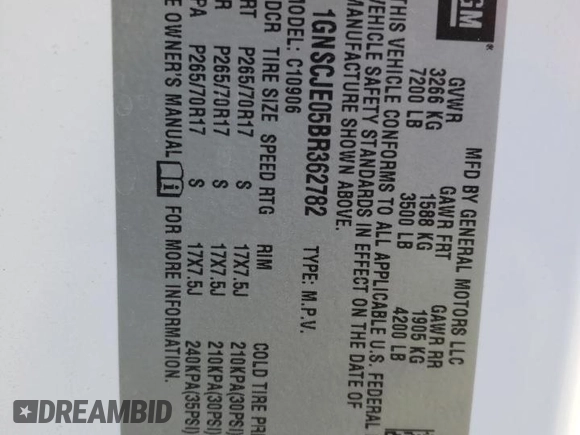 GM ®
MFD BY GENERAL MOTORS LLC
GVWR GAWR FRT GAWR RR
3266 KG 1588 KG 1905 KG
7200 LB 3500 LB 4200 LB
THIS VEHICLE CONFORMS TO ALL APPLICABLE U.S. FEDERAL
VEHICLE SAFETY STANDARDS IN EFFECT ON THE DATE OF
MANUFACTURE SHOWN ABOVE.
1GNSCJE05BR362782 TYPE: M.P.V.
MODEL: C10906
TIRE SIZE SPEED RTG RIM COLD TIRE
P265/70R17 S 17X7.5J 210KPA(30PSI)
P265/70R17 S 17X7.5J 210KPA(30PSI)
P265/70R17 S 17X7.5J 240KPA(35PSI)
OWNER'S MANUAL i FOR MORE INFORMATION.
DREAMBID